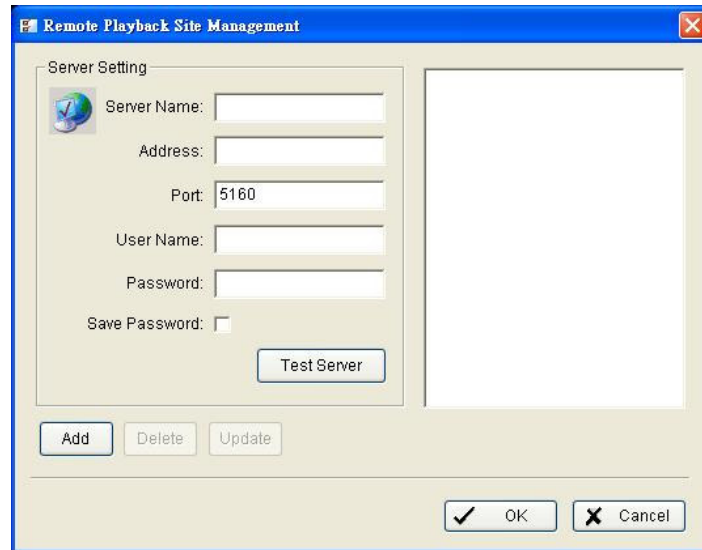 Remote Playback Site Management
Server Setting
Server Name:
Address:
Port: 5160
User Name:
Password:
Save Password:
Test Server
Add Delete Update
OK Cancel